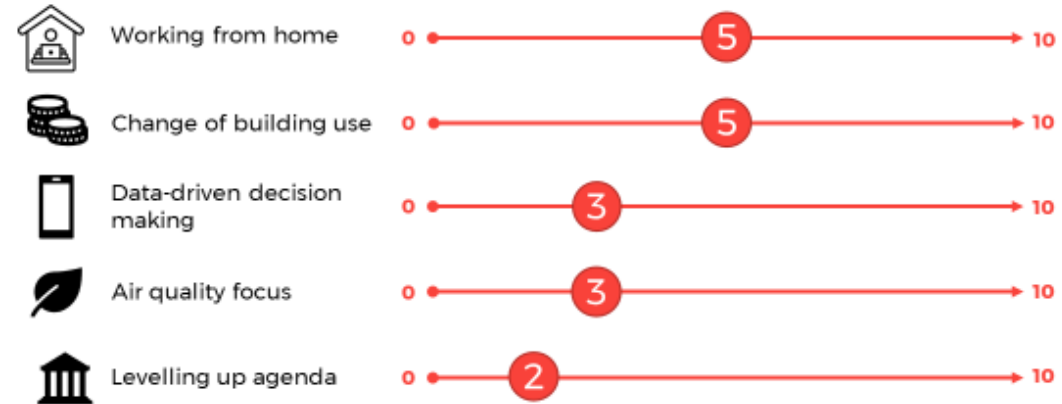 Working from home 0 5 10
Change of building use 0 5 10
Data-driven decision
making 0 3 10
Air quality focus 0 3 10
Levelling up agenda 0 2 10